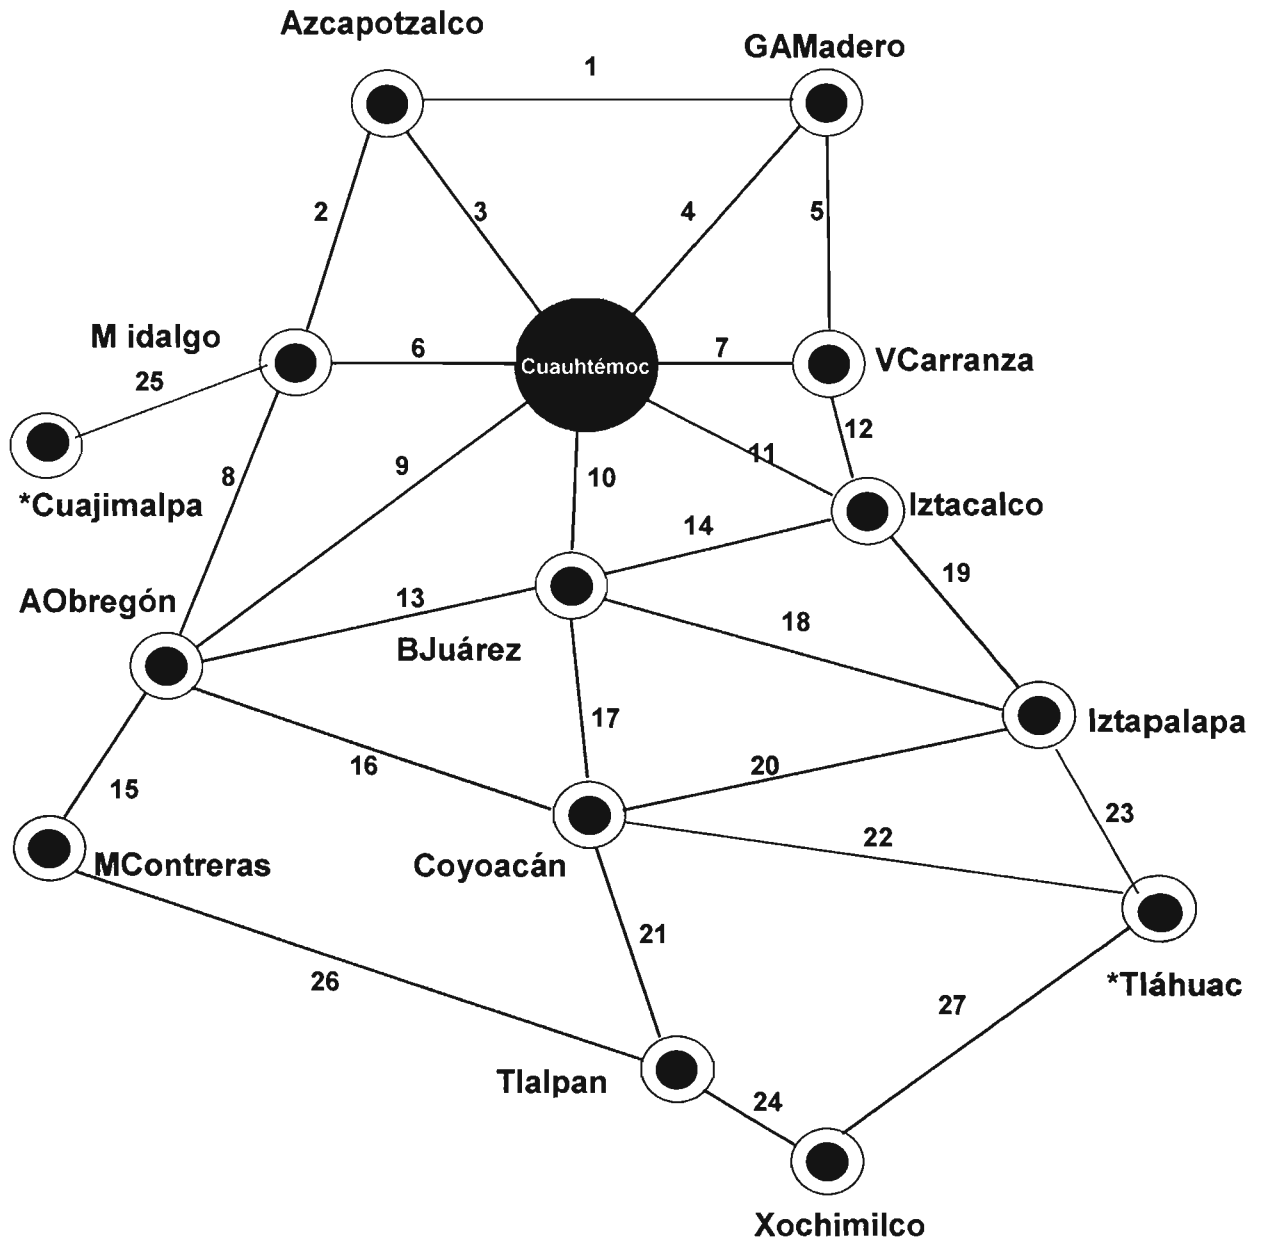 Azcapotzalco
GAMadero
1
2
3
4
5
M idalgo
6
Cuauhtémoc
7
VCarranza
25
8
9
10
11
12
*Cuajimalpa
Iztacalco
14
19
AObregón
13
18
BJuárez
17
Iztapalapa
16
20
15
23
22
MContreras
Coyoacán
21
26
*Tláhuac
27
Tlalpan
24
Xochimilco